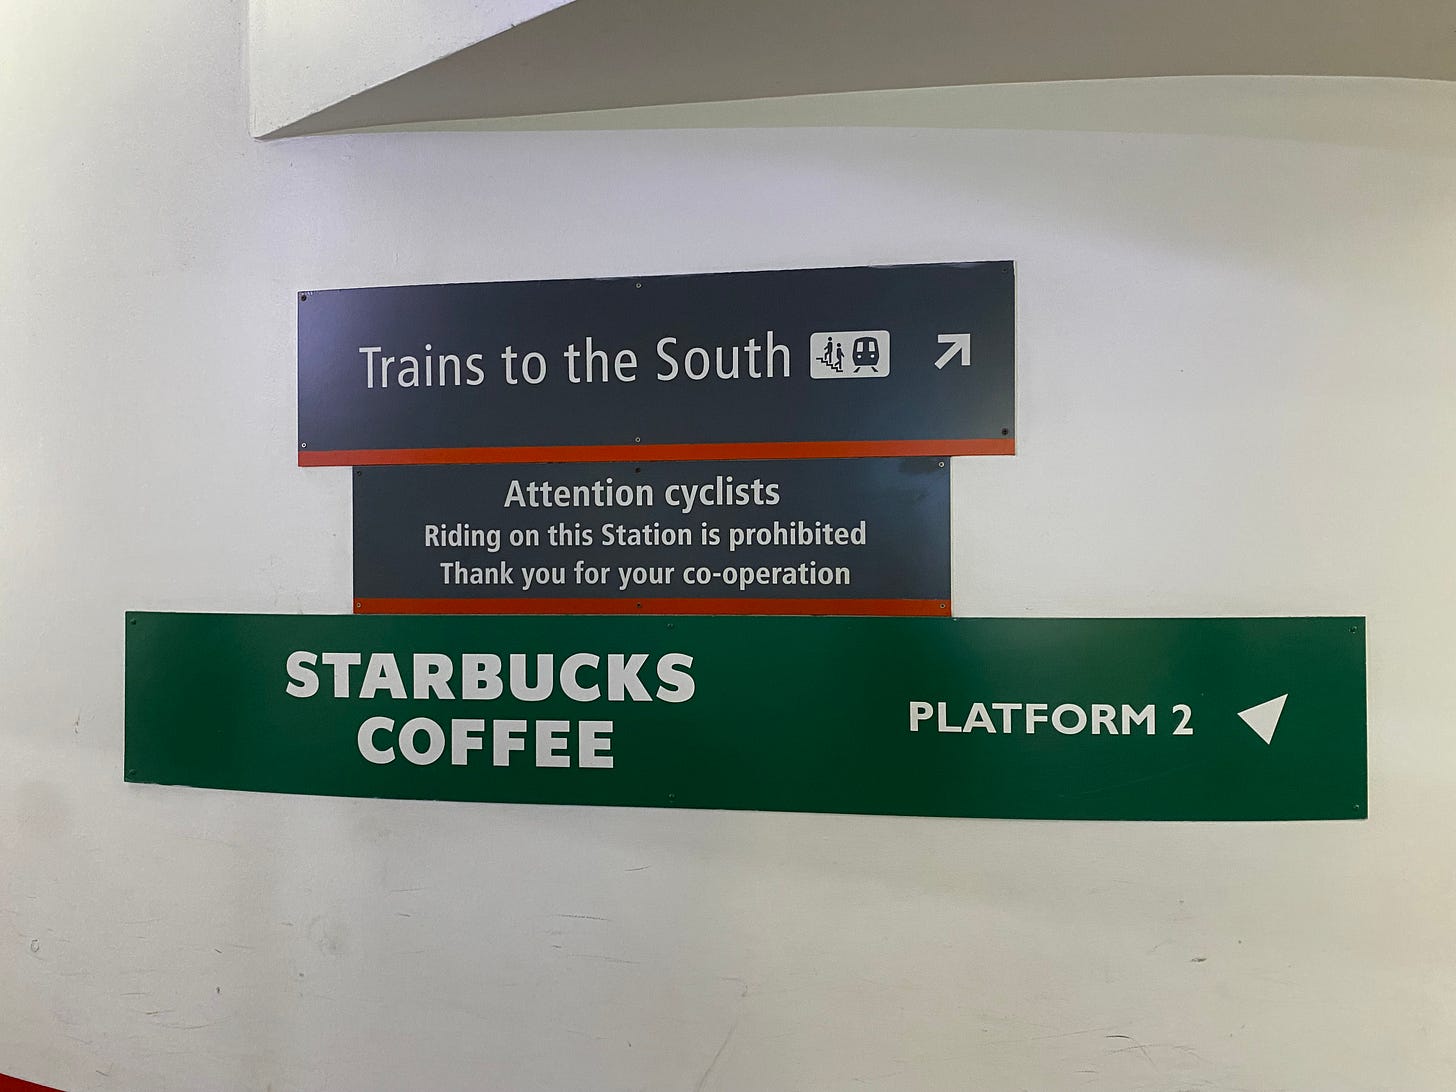 Trains to the South
Attention cyclists
Riding on this Station is prohibited
Thank you for your co-operation
STARBUCKS
COFFEE
PLATFORM 2